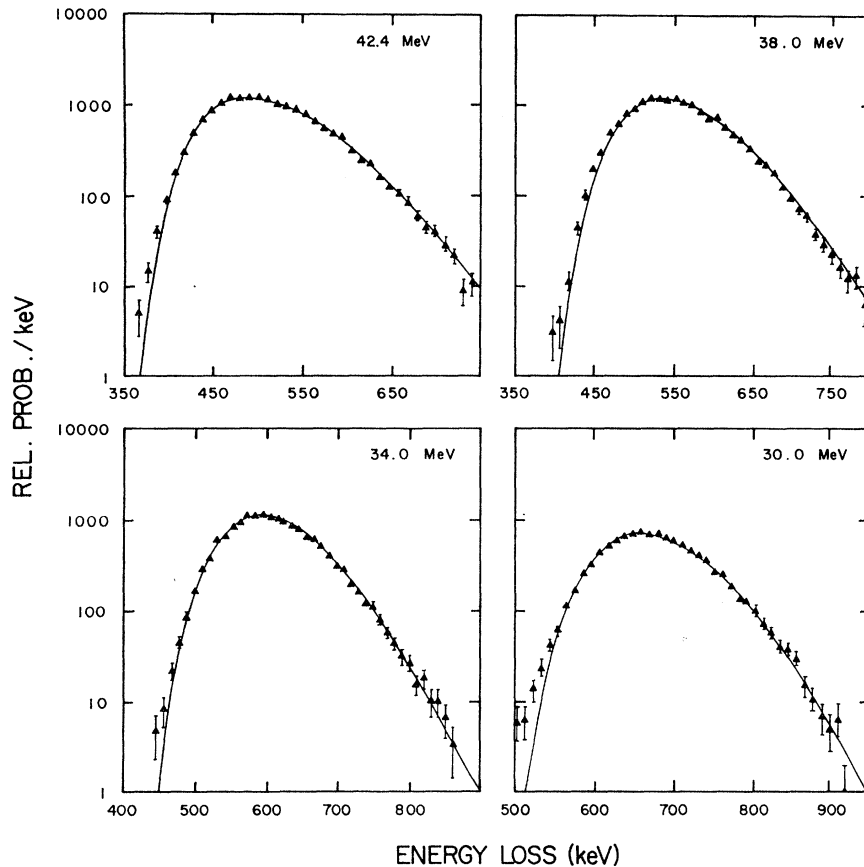 42.4 MeV
38.0 MeV
10000
1000
100
10
1
350 450 550 650
350 450 550 650 750
34.0 MeV
30.0 MeV
10000
1000
100
10
1
400 500 600 700 800
500 600 700 800 900
REL. PROB./keV
ENERGY LOSS (keV)